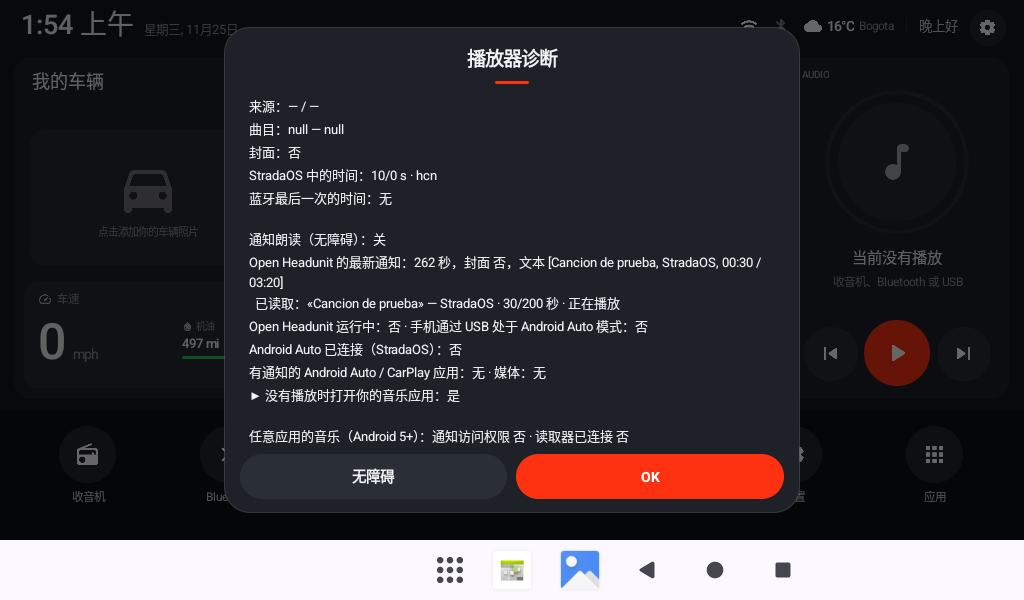 1:54 上午 星期三, 11月25日
16°C Bogota 晚上好
我的车辆
点击添加你的车辆照片
车速
0 mph
机油
497 mi
播放器诊断
来源：— / —
曲目：null — null
封面：否
StradaOS 中的时间：10/0 s · hcn
蓝牙最后一次的时间：无
通知朗读（无障碍）：关
Open Headunit 的最新通知：262 秒，封面 否，文本 [Cancion de prueba, StradaOS, 00:30 /
03:20]
已读取：«Cancion de prueba» — StradaOS · 30/200 秒 · 正在播放
Open Headunit 运行中：否 · 手机通过 USB 处于 Android Auto 模式：否
Android Auto 已连接（StradaOS）：否
有通知的 Android Auto / CarPlay 应用：无 · 媒体：无
► 没有播放时打开你的音乐应用：是
任意应用的音乐（Android 5+）：通知访问权限 否 · 读取器已连接 否
无障碍
OK
AUDIO
当前没有播放
收音机、Bluetooth 或 USB
收音机
应用